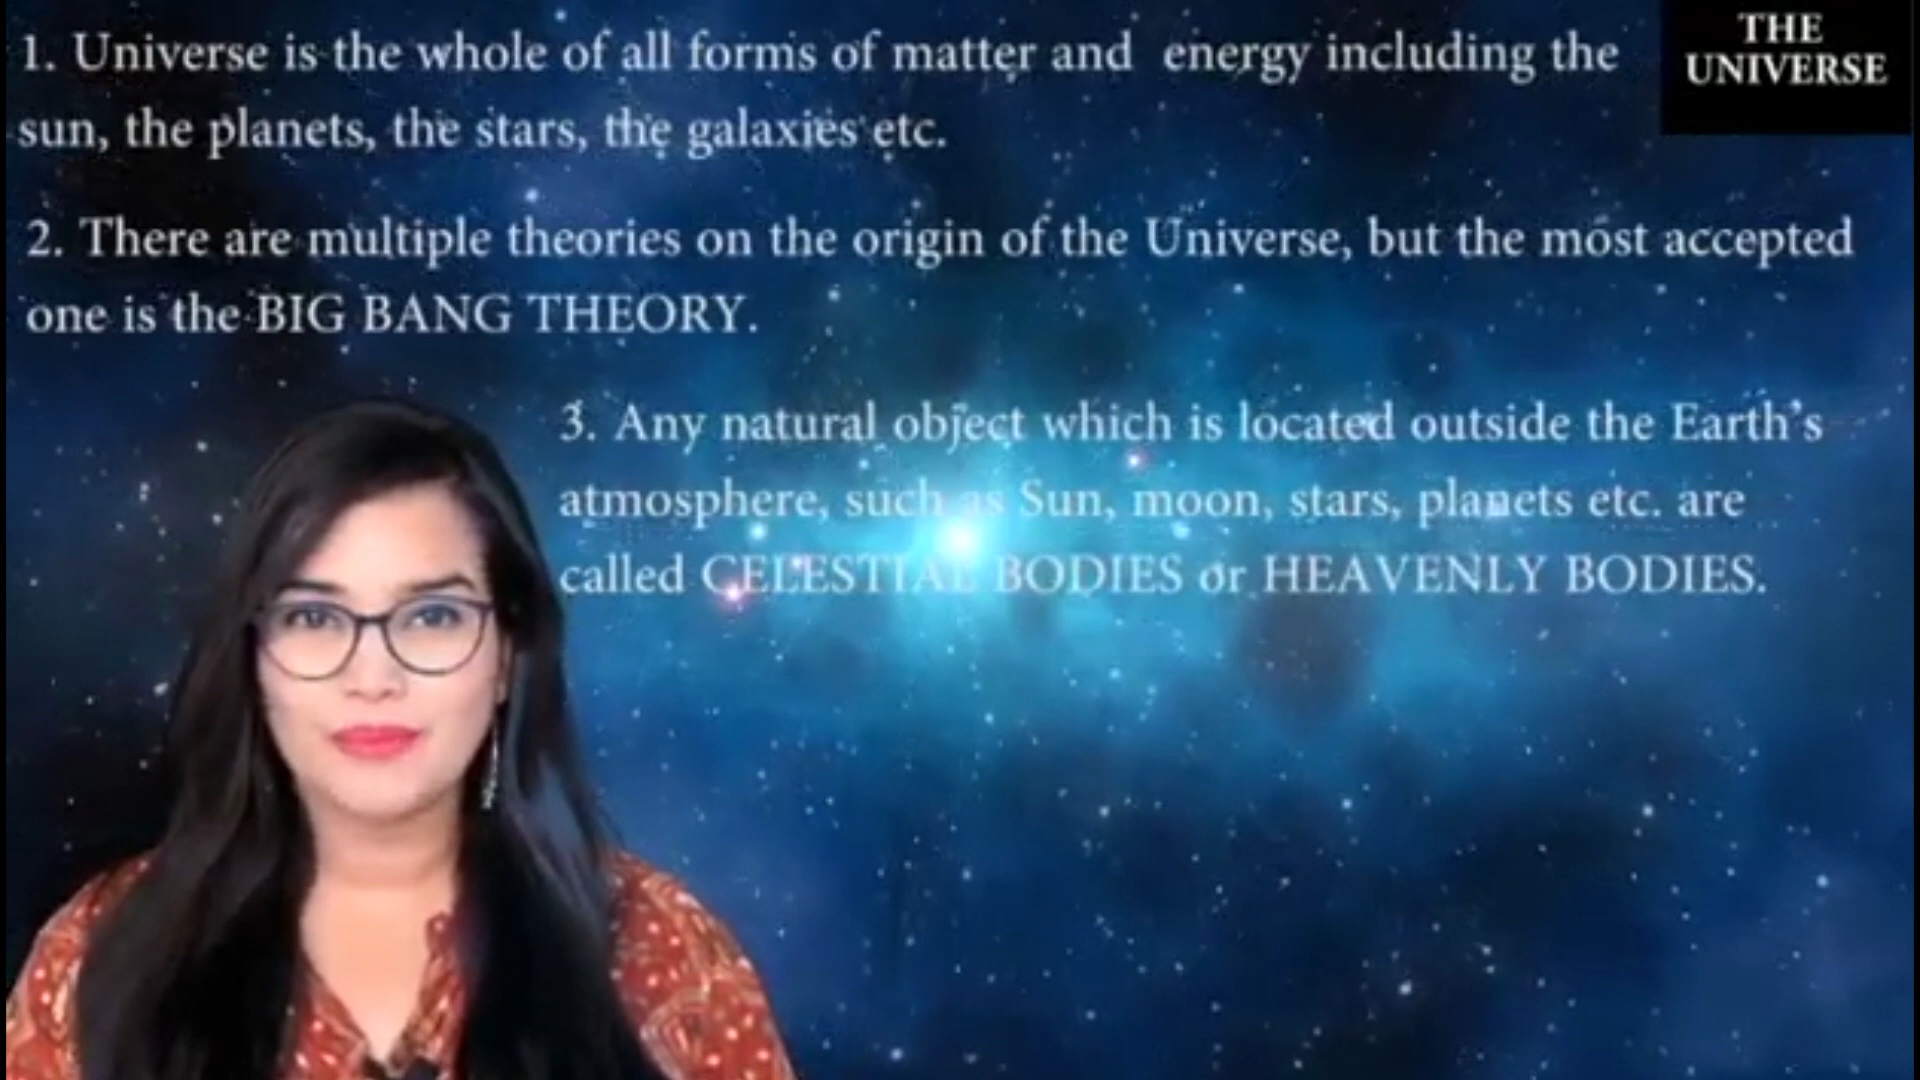 THE
UNIVERSE
1. Universe is the whole of all forms of matter and energy including the
sun, the planets, the stars, the galaxies etc.
2. There are multiple theories on the origin of the Universe, but the most accepted
one is the BIG BANG THEORY.
3. Any natural object which is located outside the Earth's
atmosphere, such as Sun, moon, stars, planets etc. are
called CELESTIAL BODIES or HEAVENLY BODIES.